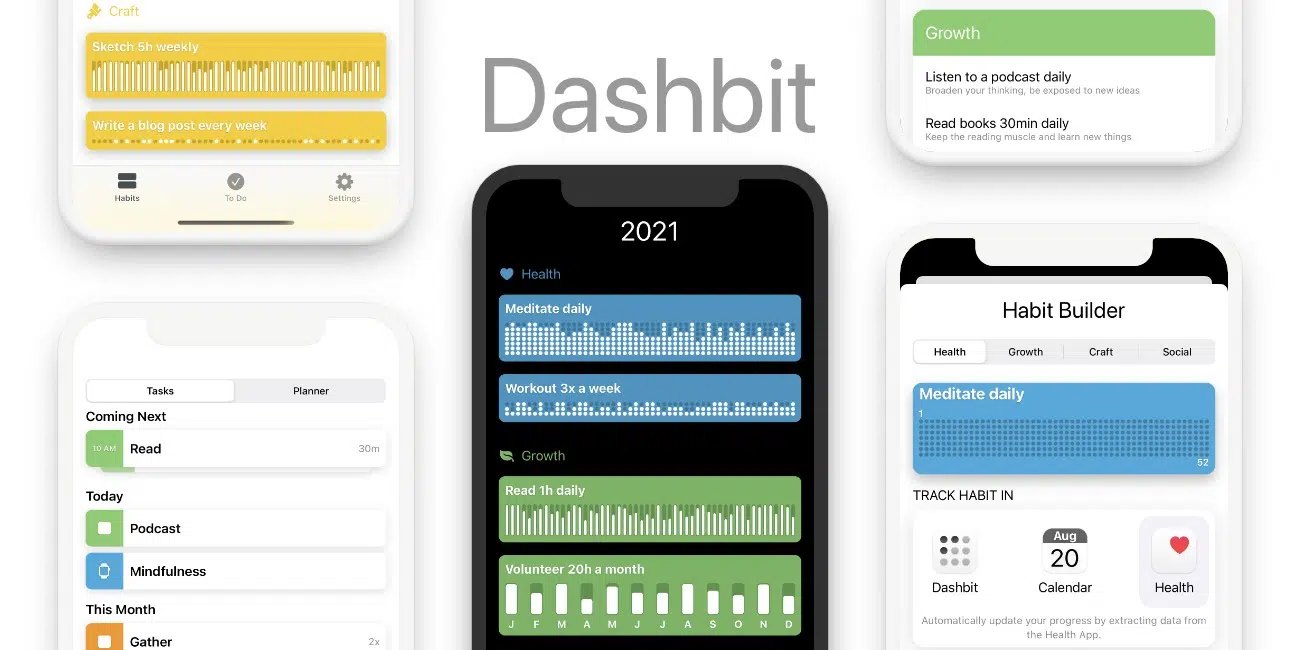 Craft
Sketch 5h weekly
Write a blog post every week
Habits
To Do
Settings
Tasks
Planner
Coming Next
10 AM
Read
30m
Today
Podcast
Mindfulness
This Month
Gather
2x
Dashbit
2021
Health
Meditate daily
Workout 3x a week
Growth
Read 1h daily
Volunteer 20h a month
J F M A M J J A S O N D
Growth
Listen to a podcast daily
Broaden your thinking, be exposed to new ideas
Read books 30min daily
Keep the reading muscle and learn new things
Habit Builder
Health Growth Craft Social
Meditate daily
1
52
TRACK HABIT IN
Aug
20
Dashbit Calendar Health
Automatically update your progress by extracting data from
the Health App.